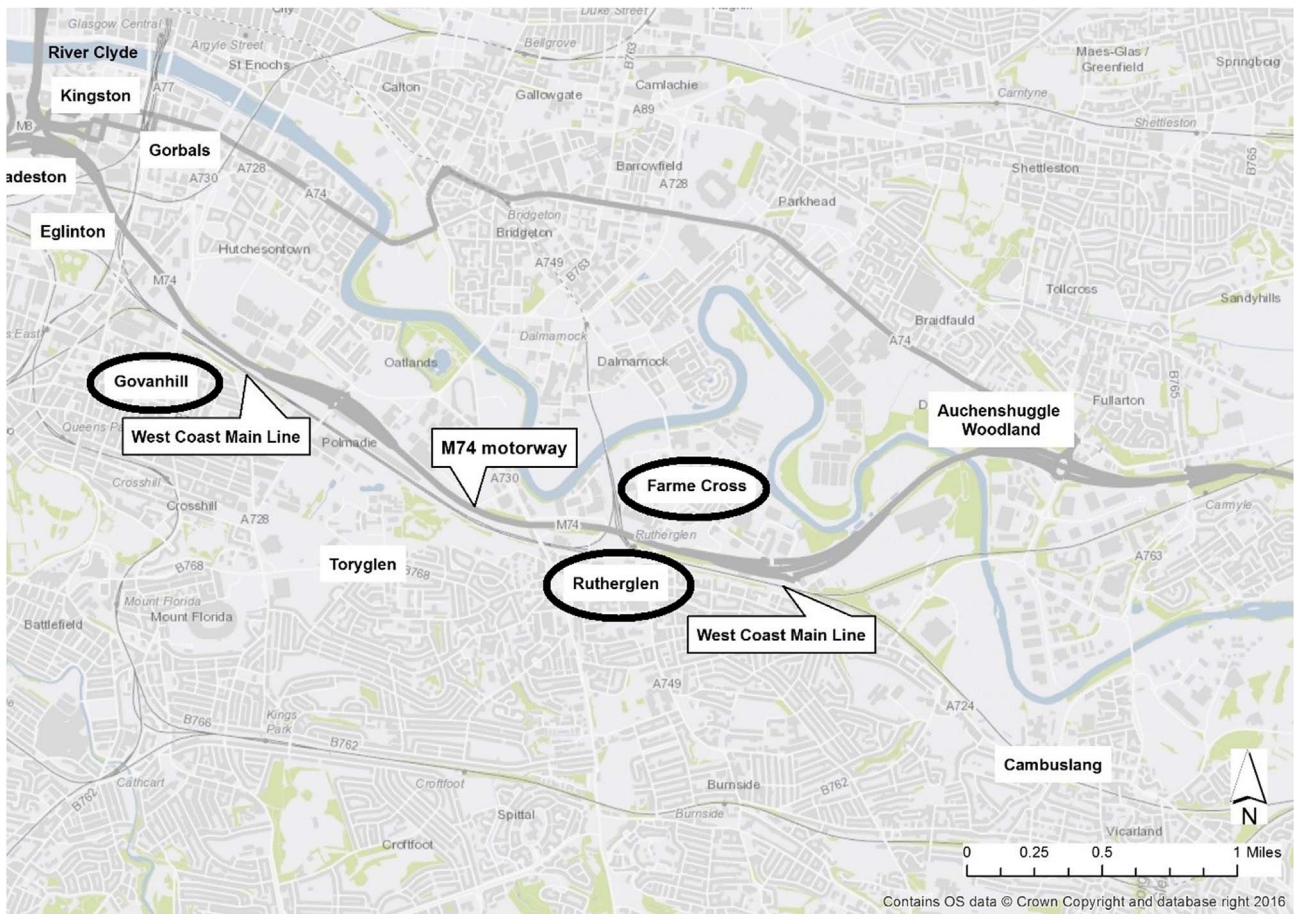 City
Duke Street
Glasgow Central
Argyle Street
Bellgrove
B763
River Clyde
St Enochs
Maes-Glas /
Greenfield
Springboig
Kingston
A77
Calton
Gallowgate
Camlachie
Carntyne
A89
M8
Shettleston
Gorbals
B765
adeston
A728
A730
A74
Barrowfield
A728
Shettleston
Parkhead
Eglinton
Bridgeton
Bridgeton
Hutchesontown
A749
B763
M74
Tollcross
Sandyhills
s East
Dalmarnock
Braidfauld
A74
Oatlands
Dalmarnock
Govanhill
B765
Fullarton
D
Auchenshuggle
Woodland
Queens Pa
West Coast Main Line
Polmadie
M74 motorway
Crosshill
A730
Farme Cross
Crosshill
A728
M74
Rutherglen
Carmyle
Toryglen
B768
B768
Rutherglen
A763
Mount Florida
Mount Florida
Battlefield
West Coast Main Line
A749
A724
Kings
Park
B766
B762
Cambuslang
Cathcart
B762
Croftfoot
Burnside
B762
Burnside
Spittal
N
Vicarland
Croftfoot
0 0.25 0.5 1 Miles
Contains OS data © Crown Copyright and database right 2016